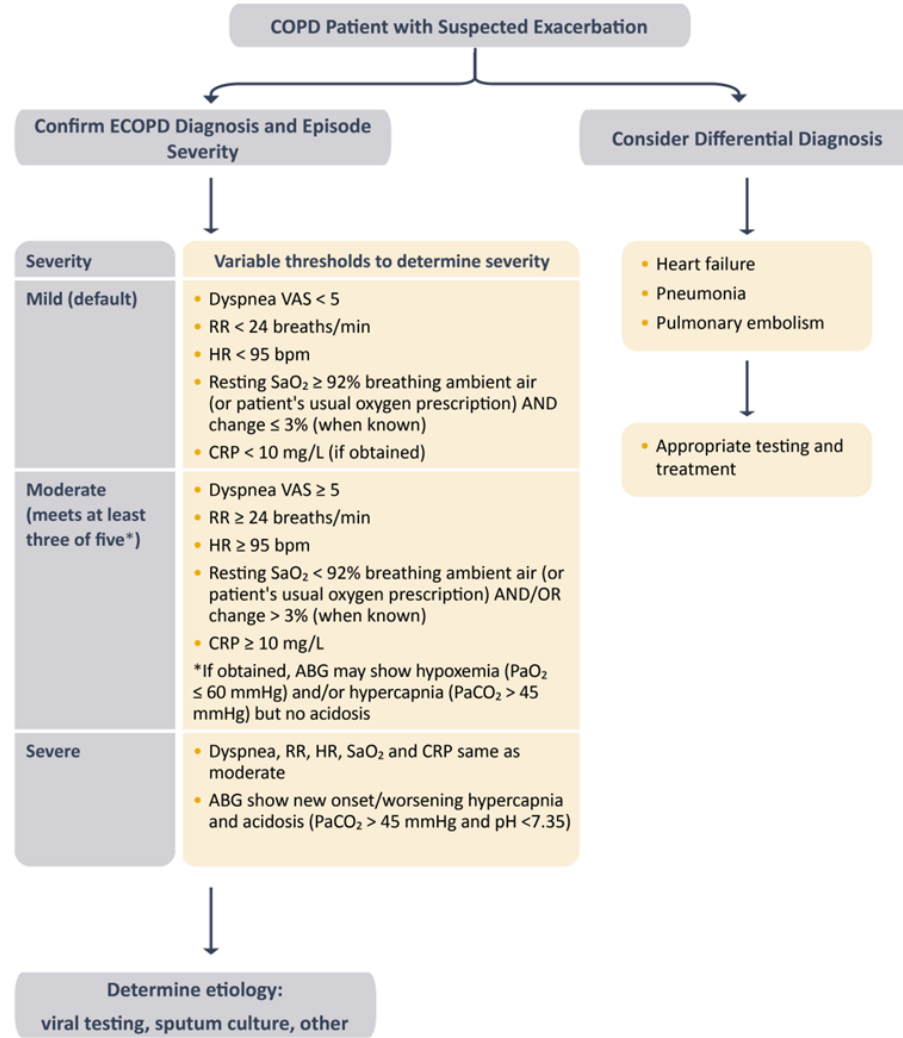 COPD Patient with Suspected Exacerbation
Confirm ECOPD Diagnosis and Episode
Severity
Consider Differential Diagnosis
Severity
Variable thresholds to determine severity
Mild (default)
• Dyspnea VAS < 5
• RR < 24 breaths/min
• HR < 95 bpm
• Resting SaO₂ ≥ 92% breathing ambient air
(or patient's usual oxygen prescription) AND
change ≤ 3% (when known)
• CRP < 10 mg/L (if obtained)
Moderate
(meets at least
three of five*)
• Dyspnea VAS ≥ 5
• RR ≥ 24 breaths/min
• HR ≥ 95 bpm
• Resting SaO₂ < 92% breathing ambient air (or
patient's usual oxygen prescription) AND/OR
change > 3% (when known)
• CRP ≥ 10 mg/L
*If obtained, ABG may show hypoxemia (PaO₂
≤ 60 mmHg) and/or hypercapnia (PaCO₂ > 45
mmHg) but no acidosis
Severe
• Dyspnea, RR, HR, SaO₂ and CRP same as
moderate
• ABG show new onset/worsening hypercapnia
and acidosis (PaCO₂ > 45 mmHg and pH <7.35)
• Heart failure
• Pneumonia
• Pulmonary embolism
• Appropriate testing and
treatment
Determine etiology:
viral testing, sputum culture, other